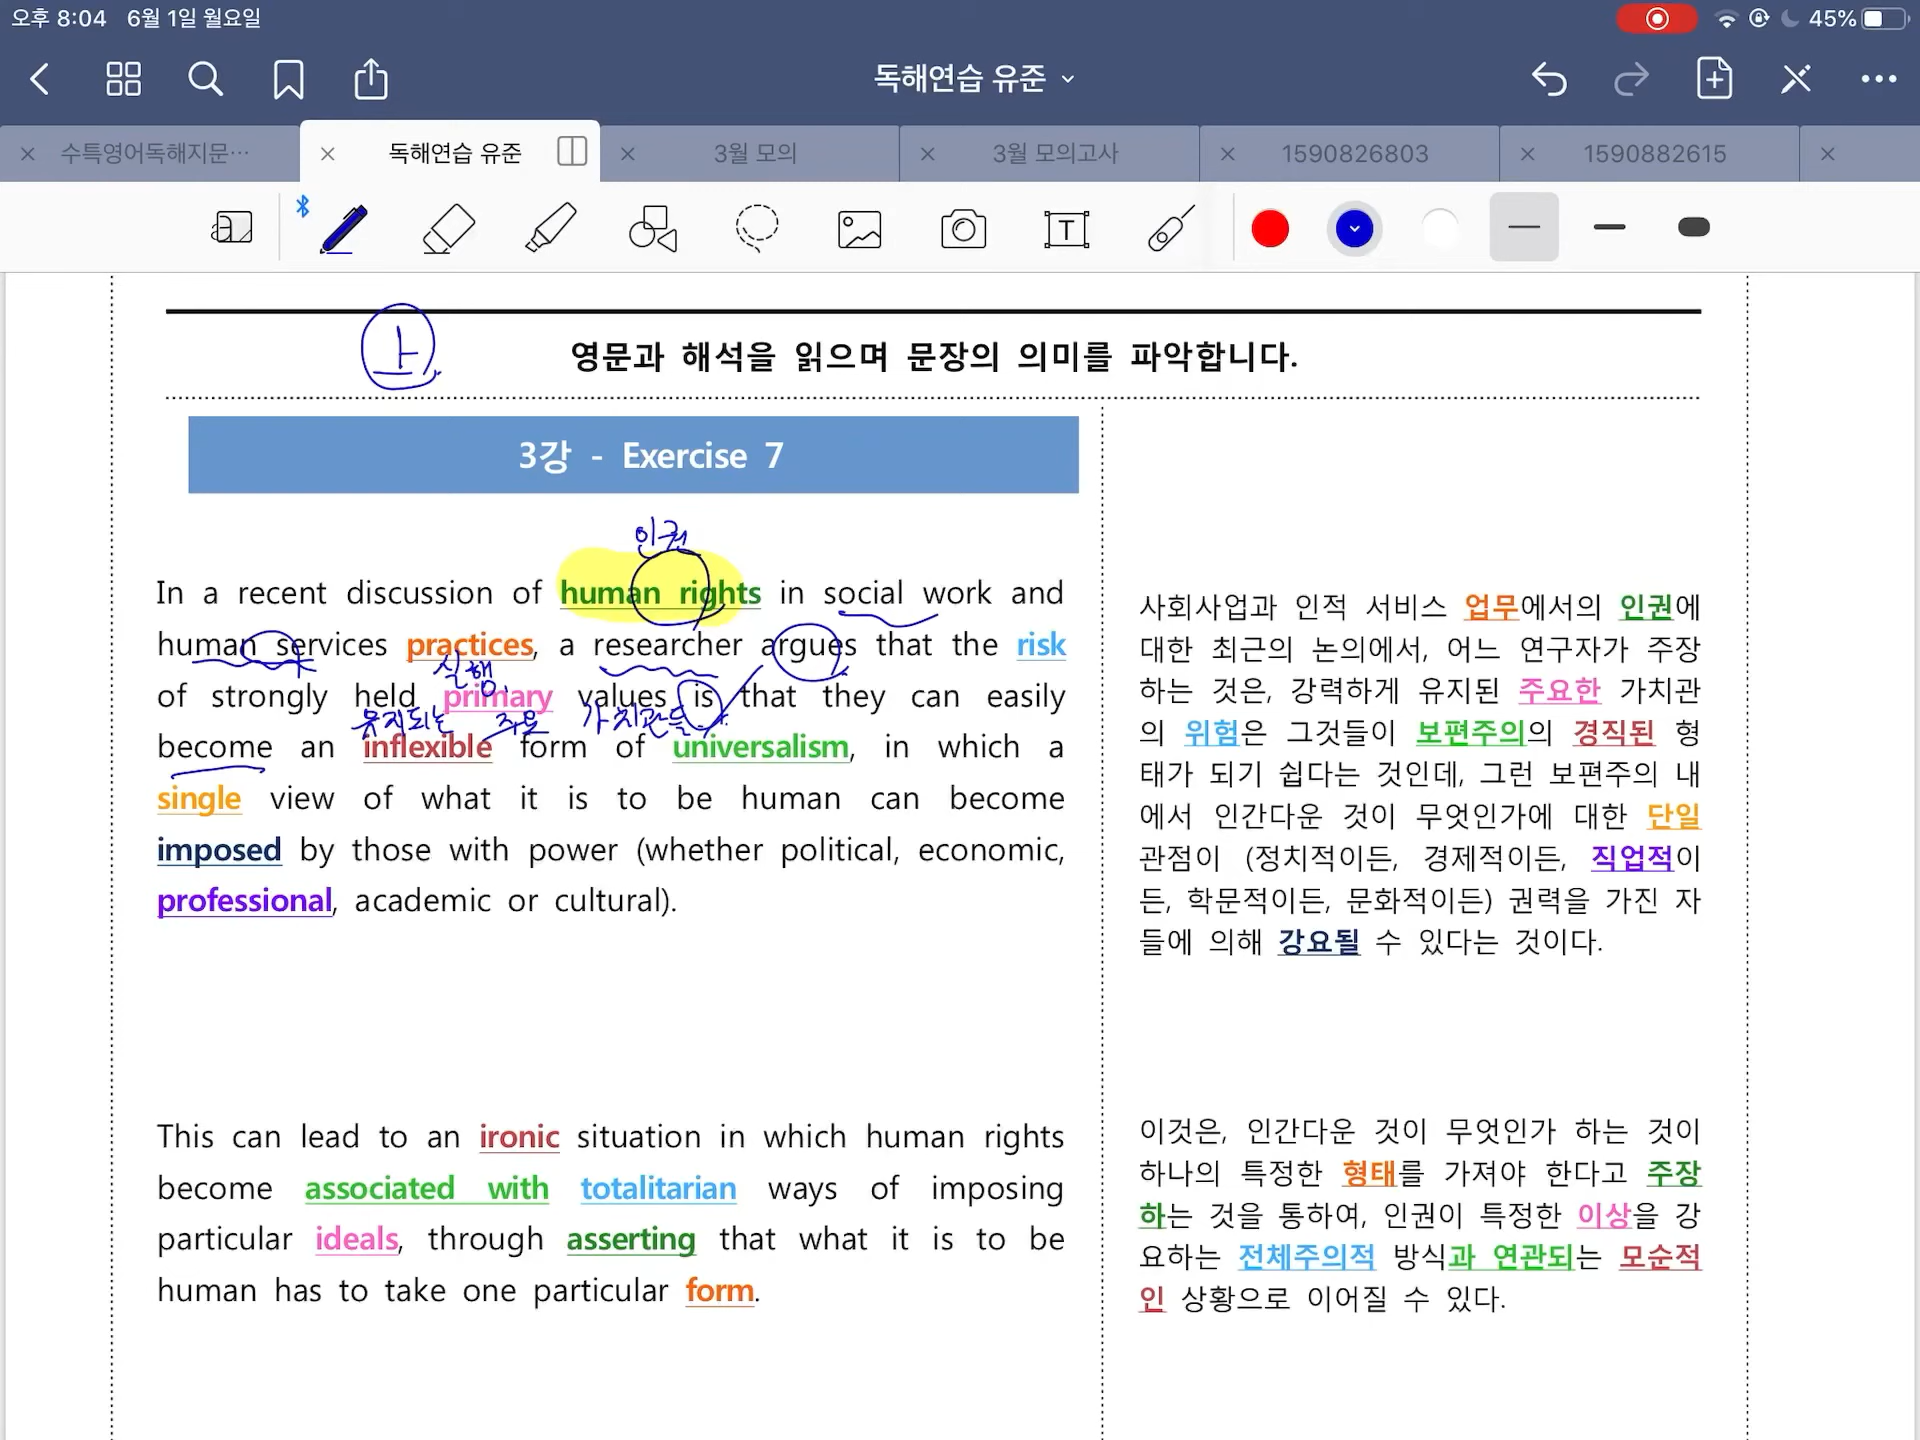 오후 8:04 6월 1일 월요일
45%
독해연습 유준
수특영어독해지문…
독해연습 유준
3월 모의
3월 모의고사
1590826803
1590882615
T
上
영문과 해석을 읽으며 문장의 의미를 파악합니다.
3강 - Exercise 7
인권
In a recent discussion of human rights in social work and
human services practices, a researcher argues that the risk
실행
of strongly held primary values is that they can easily
유지되는 주요 가치관들
become an inflexible form of universalism, in which a
single view of what it is to be human can become
imposed by those with power (whether political, economic,
professional, academic or cultural).
사회사업과 인적 서비스 업무에서의 인권에
대한 최근의 논의에서, 어느 연구자가 주장
하는 것은, 강력하게 유지된 주요한 가치관
의 위험은 그것들이 보편주의의 경직된 형
태가 되기 쉽다는 것인데, 그런 보편주의 내
에서 인간다운 것이 무엇인가에 대한 단일
관점이 (정치적이든, 경제적이든, 직업적이
든, 학문적이든, 문화적이든) 권력을 가진 자
들에 의해 강요될 수 있다는 것이다.
This can lead to an ironic situation in which human rights
become associated with totalitarian ways of imposing
particular ideals, through asserting that what it is to be
human has to take one particular form.
이것은, 인간다운 것이 무엇인가 하는 것이
하나의 특정한 형태를 가져야 한다고 주장
하는 것을 통하여, 인권이 특정한 이상을 강
요하는 전체주의적 방식과 연관되는 모순적
인 상황으로 이어질 수 있다.